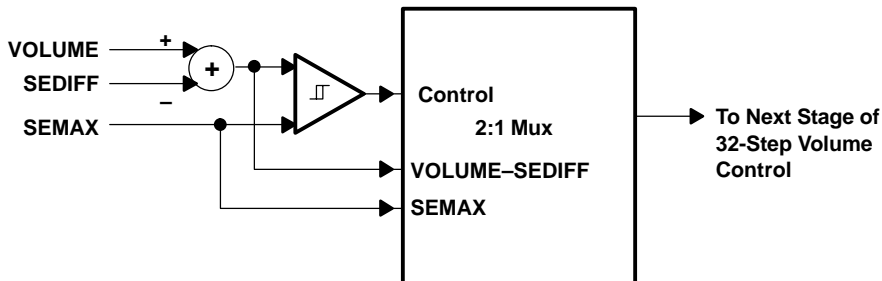 VOLUME
+
+
SEDIFF
–
SEMAX
Control
2:1 Mux
VOLUME–SEDIFF
SEMAX
To Next Stage of
32-Step Volume
Control